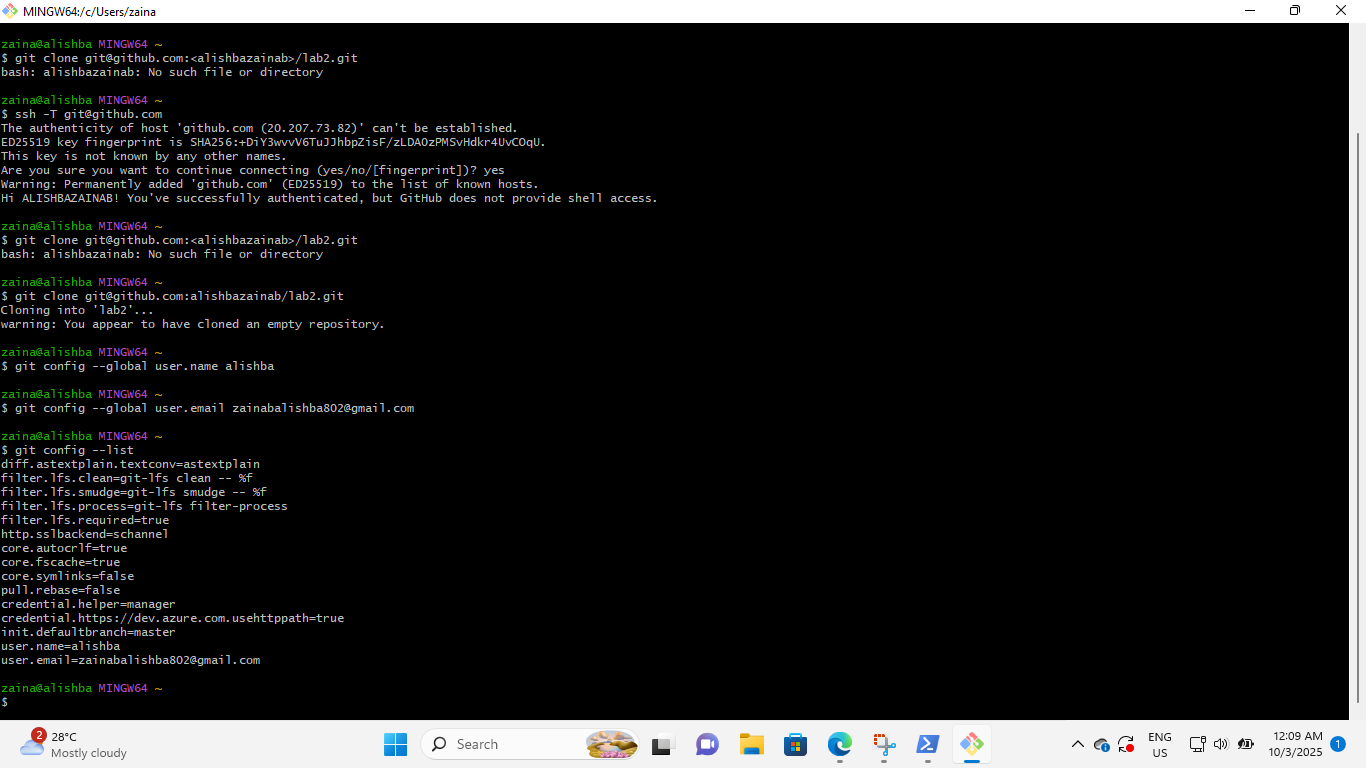 MINGW64:/c/Users/zaina
zaina@alishba MINGW64 ~
$ git clone git@github.com:<alishbazainab>/lab2.git
bash: alishbazainab: No such file or directory
zaina@alishba MINGW64 ~
$ ssh -T git@github.com
The authenticity of host 'github.com (20.207.73.82)' can't be established.
ED25519 key fingerprint is SHA256:+DiY3wvvV6TuJJhbpZisF/zLDA0zPMSvHdkr4UvCOqU.
This key is not known by any other names.
Are you sure you want to continue connecting (yes/no/[fingerprint])? yes
Warning: Permanently added 'github.com' (ED25519) to the list of known hosts.
Hi ALISHBAZAINAB! You've successfully authenticated, but GitHub does not provide shell access.
zaina@alishba MINGW64 ~
$ git clone git@github.com:<alishbazainab>/lab2.git
bash: alishbazainab: No such file or directory
zaina@alishba MINGW64 ~
$ git clone git@github.com:alishbazainab/lab2.git
Cloning into 'lab2'...
warning: You appear to have cloned an empty repository.
zaina@alishba MINGW64 ~
$ git config --global user.name alishba
zaina@alishba MINGW64 ~
$ git config --global user.email zainabalishba802@gmail.com
zaina@alishba MINGW64 ~
$ git config --list
diff.astextplain.textconv=astextplain
filter.lfs.clean=git-lfs clean -- %f
filter.lfs.smudge=git-lfs smudge -- %f
filter.lfs.process=git-lfs filter-process
filter.lfs.required=true
http.sslbackend=schannel
core.autocrlf=true
core.fscache=true
core.symlinks=false
pull.rebase=false
credential.helper=manager
credential.https://dev.azure.com.usehttppath=true
init.defaultbranch=master
user.name=alishba
user.email=zainabalishba802@gmail.com
zaina@alishba MINGW64 ~
$
2
28°C
Mostly cloudy
Search
ENG
US
12:09 AM
10/3/2025
1